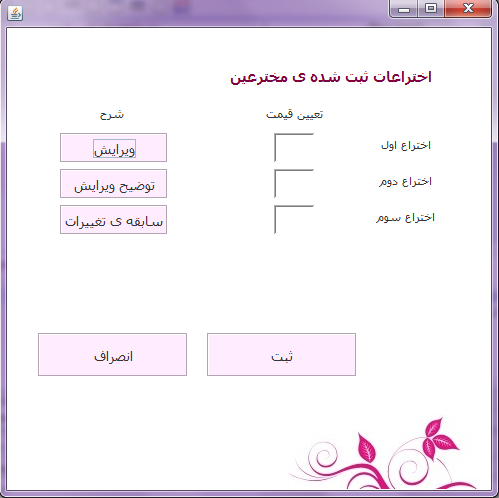 اختراعات ثبت شده ی مخترعین
تعیین قیمت
شرح
اختراع اول
ویرایش
اختراع دوم
توضیح ویرایش
اختراع سوم
سابقه ی تغییرات
ثبت
انصراف